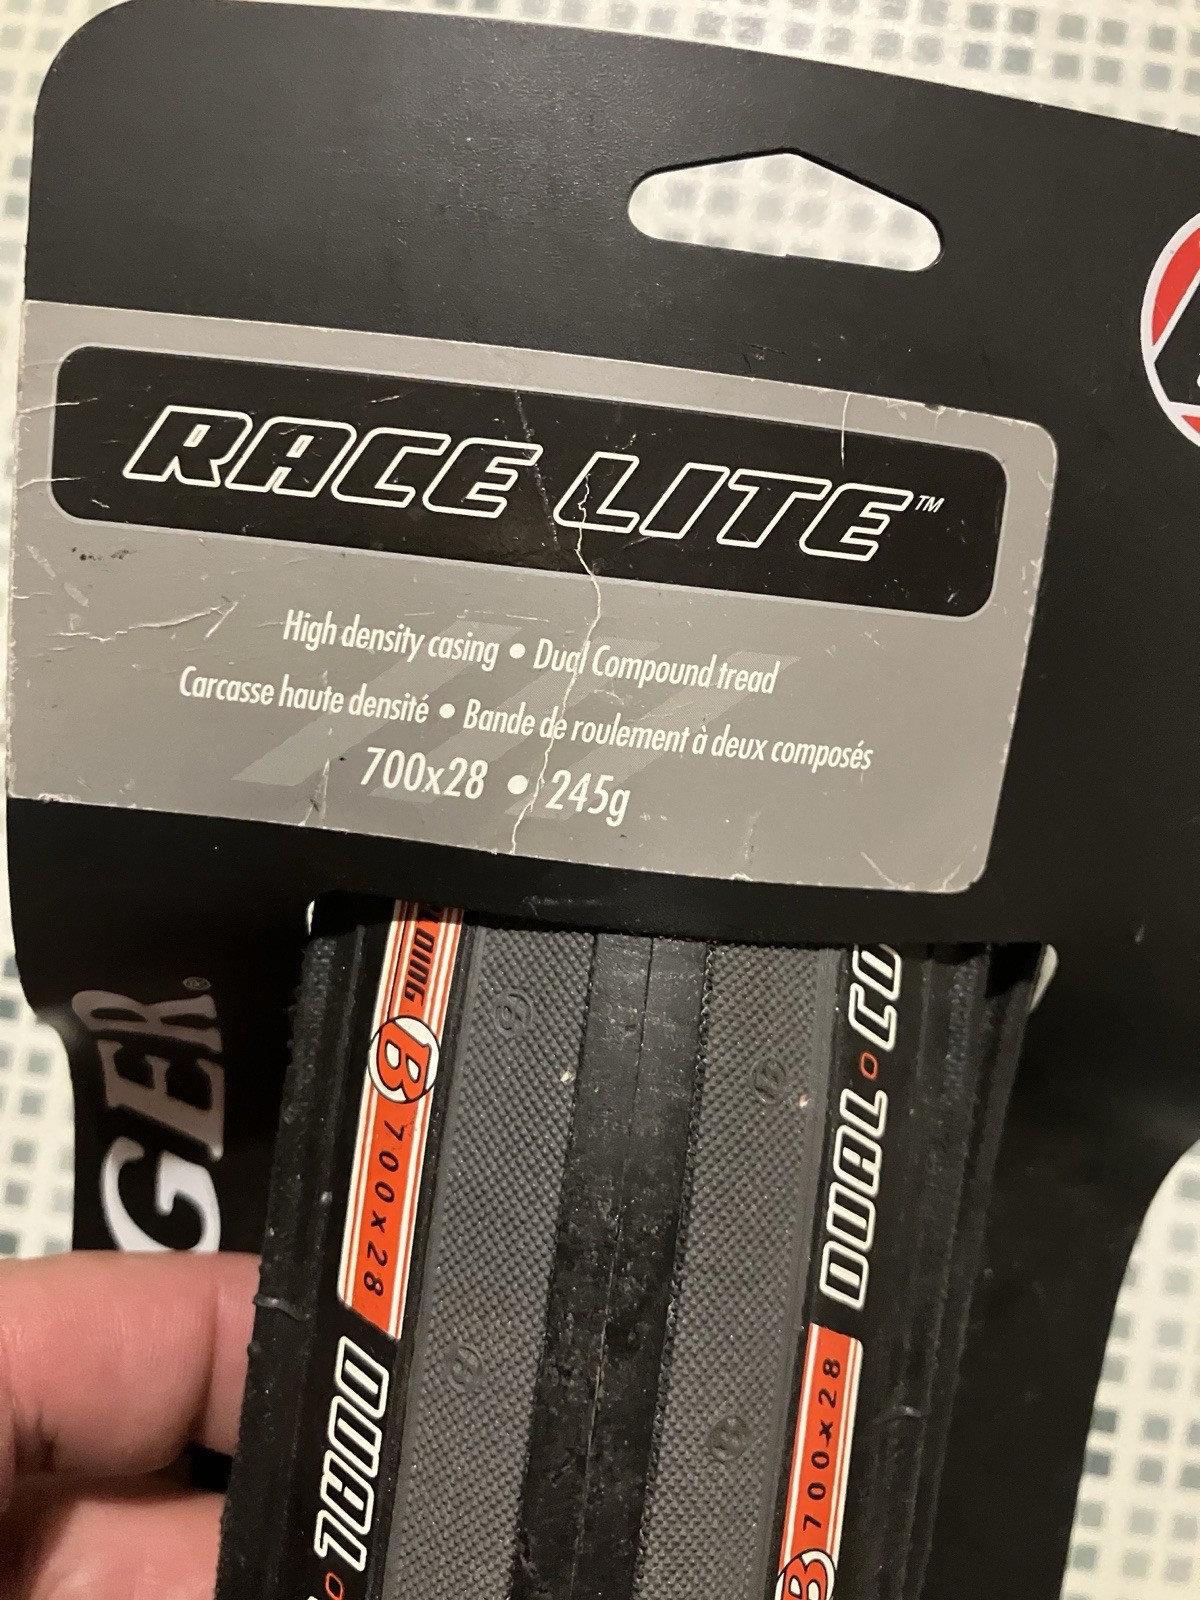 RACE LITE™
High density casing • Dual Compound tread
Carcasse haute densité • Bande de roulement à deux composés
700x28 • 245g
GER®
B
700x28
DUAL
DUAL • CO
700x28
B